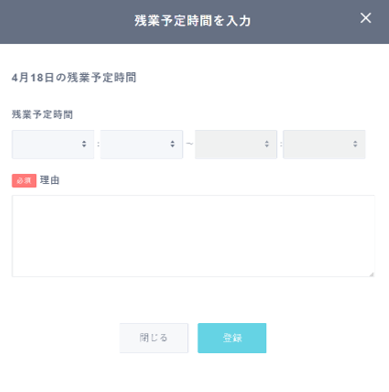 残業予定時間を入力
4月18日の残業予定時間
残業予定時間
: ～ :
必須 理由
閉じる 登録